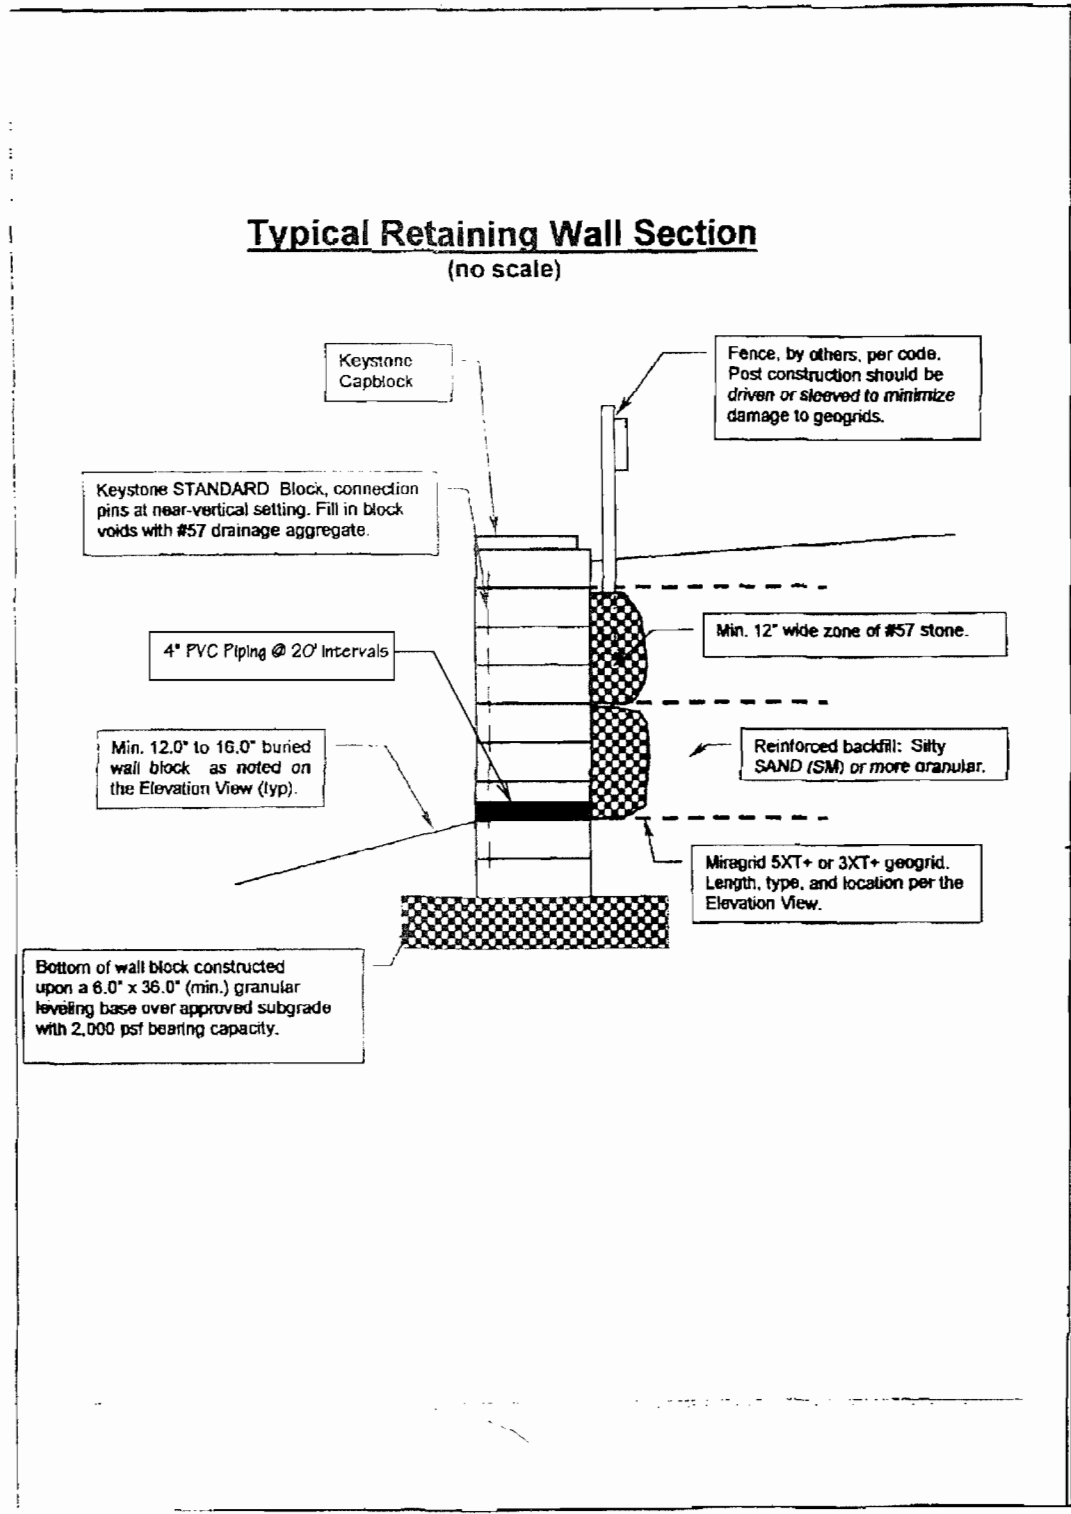 Typical Retaining Wall Section
(no scale)
Keystone
Capblock
Fence, by others, per code.
Post construction should be
driven or sleeved to minimize
damage to geogrids.
Keystone STANDARD Block, connection
pins at near-vertical setting. Fill in block
voids with #57 drainage aggregate.
4" PVC Piping @ 20' Intervals
Min. 12" wide zone of #57 stone.
Min. 12.0" to 16.0" buried
wall block as noted on
the Elevation View (typ).
Reinforced backfill: Silty
SAND (SM) or more granular.
Miragrid 5XT+ or 3XT+ geogrid.
Length, type, and location per the
Elevation View.
Bottom of wall block constructed
upon a 6.0" x 36.0" (min.) granular
leveling base over approved subgrade
with 2,000 psf bearing capacity.